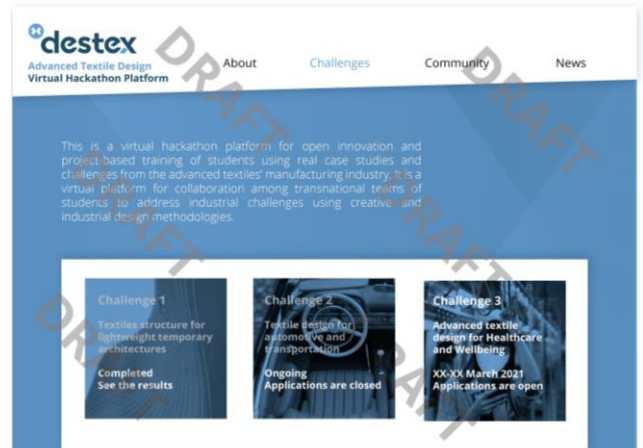 destex
Advanced Textile Design
Virtual Hackathon Platform
About Challenges Community News
This is a virtual hackathon platform for open innovation and
project-based training of students using real case studies and
challenges from the advanced textiles' manufacturing industry. It is a
virtual platform for collaboration among transnational teams of
students to address industrial challenges using creative and
industrial design methodologies.
Challenge 1
Textiles structure for
lightweight temporary
architectures
Completed
See the results
Challenge 2
Textile design for
automotive and
transportation
Ongoing
Applications are closed
Challenge 3
Advanced textile
design for Healthcare
and Wellbeing
XX-XX March 2021
Applications are open
DRAFT
DRAFT
DRAFT
DRAFT
DRAFT
DRAFT